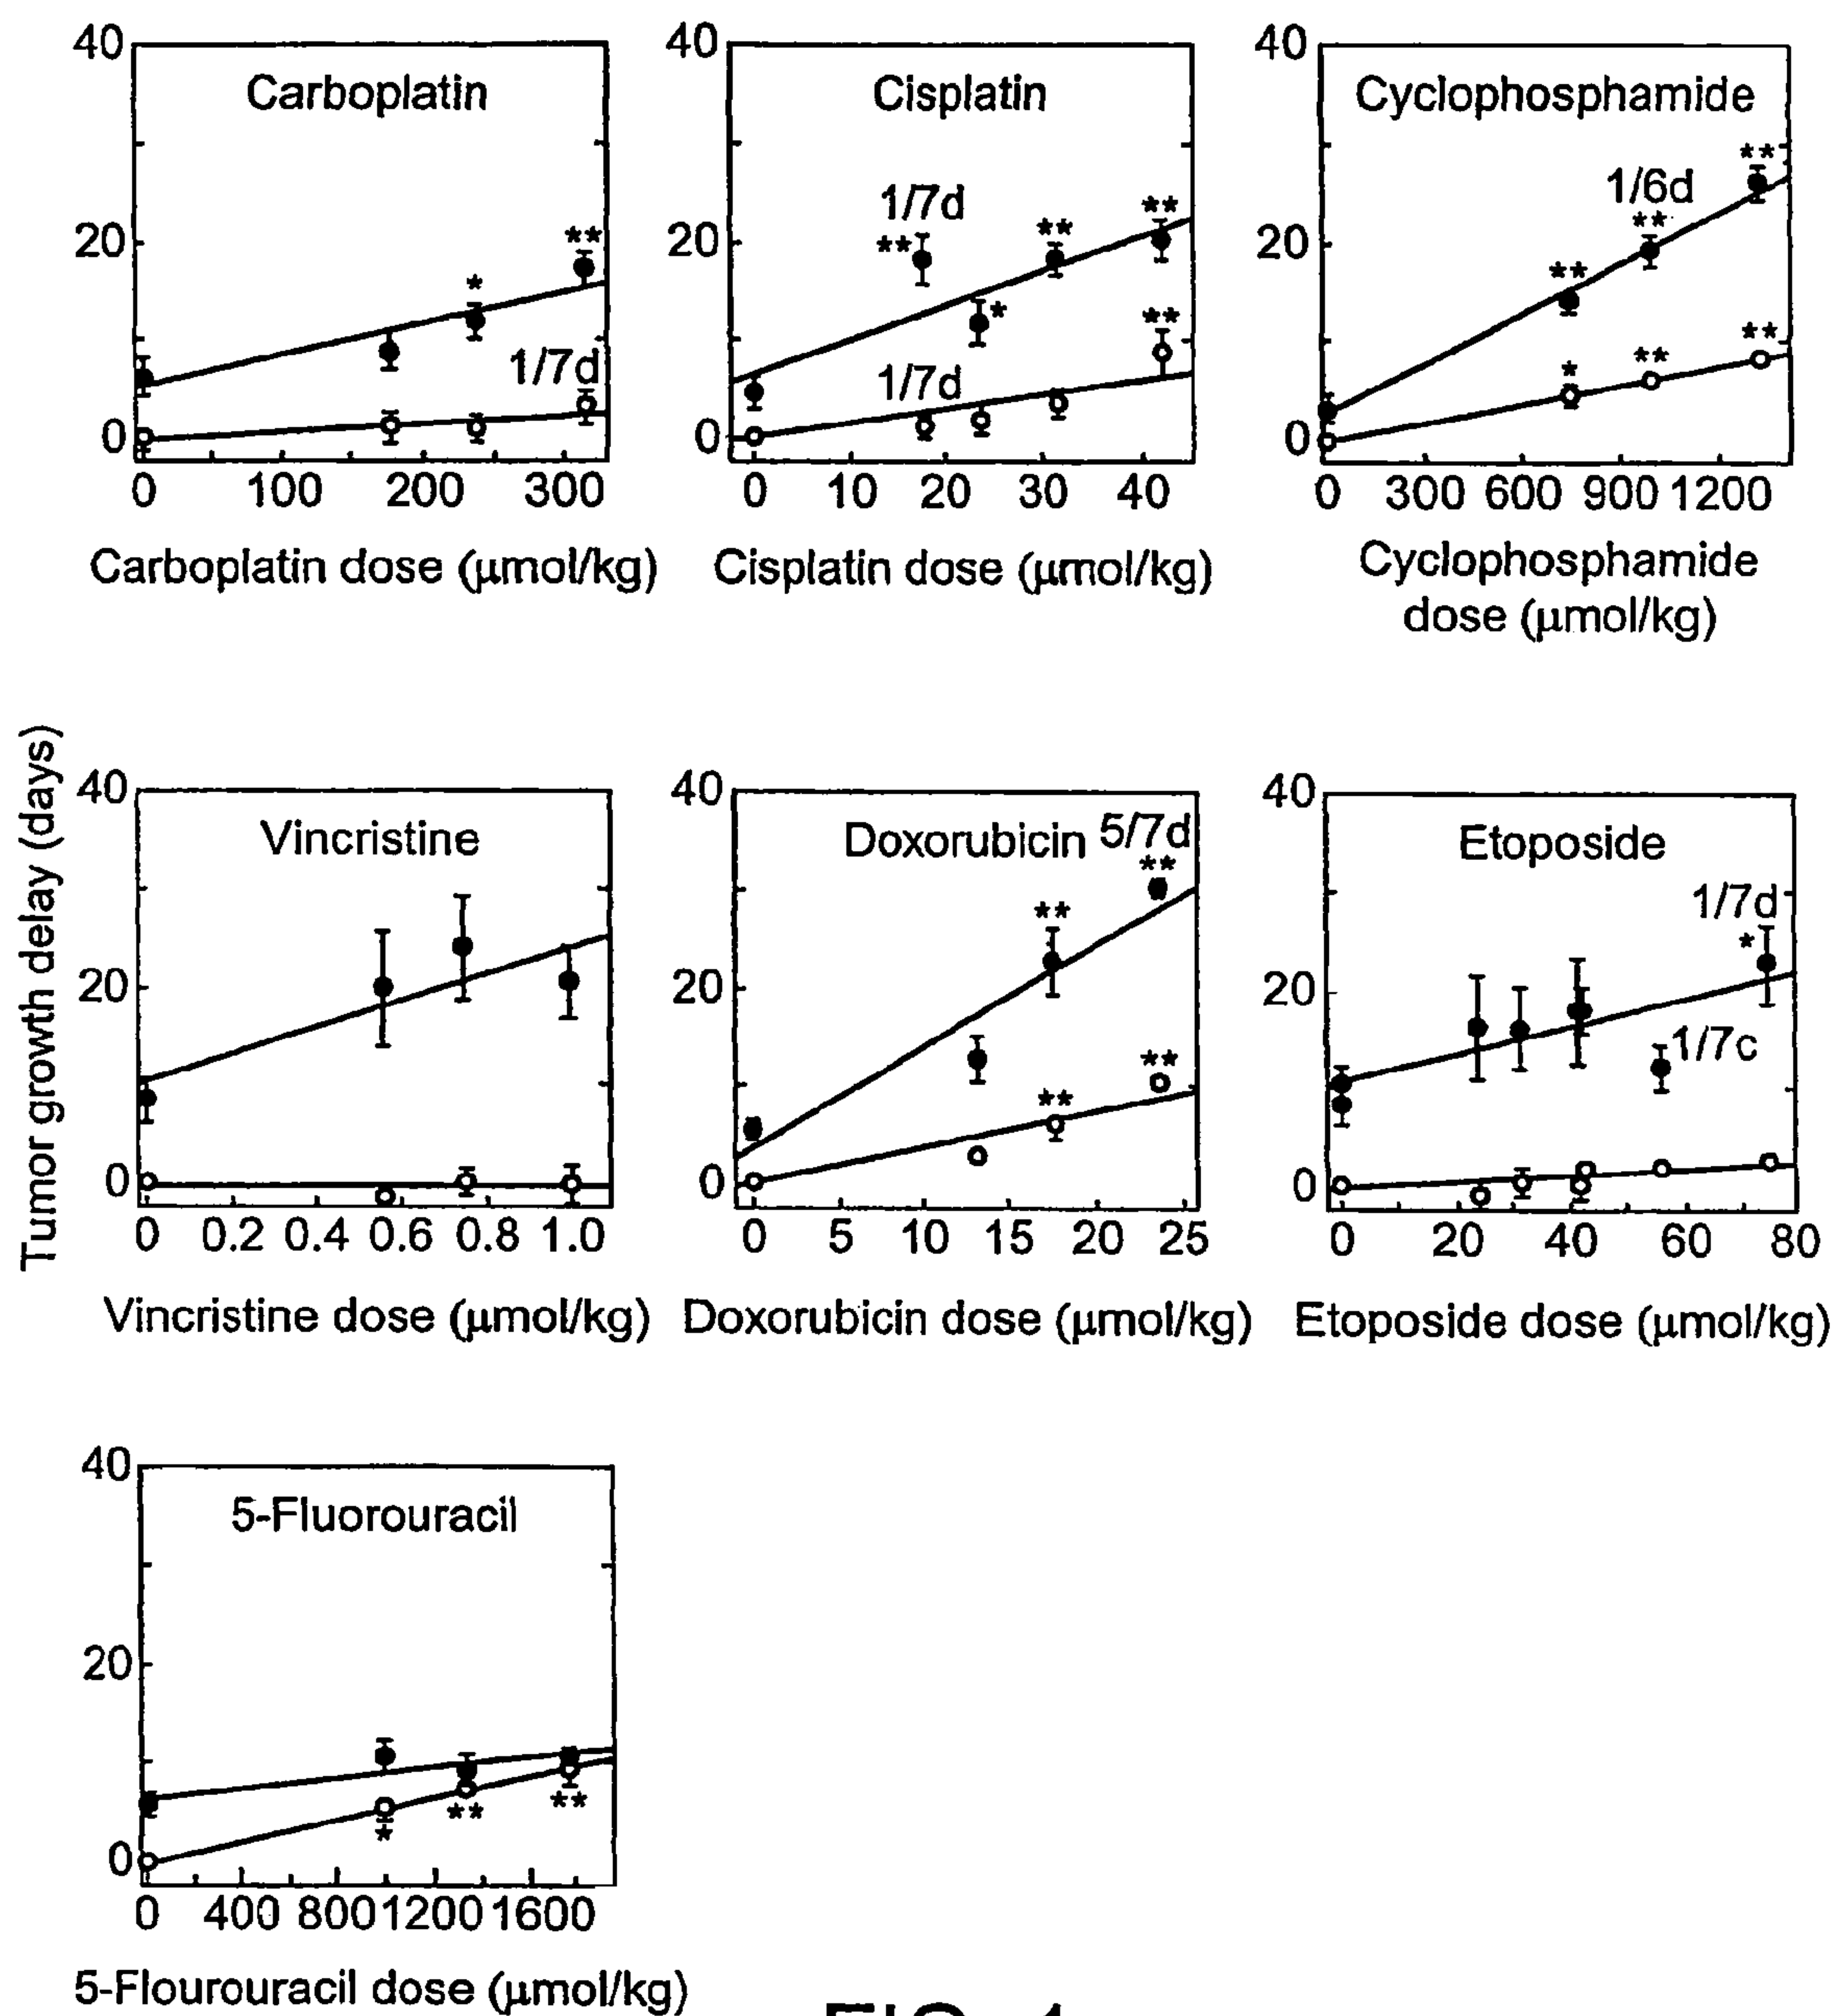 40
Carboplatin
20
*
**
1/7d
0
0 100 200 300
Carboplatin dose (μmol/kg)
40
Cisplatin
1/7d
20
**
**
**
*
**
1/7d
0
0 10 20 30 40
Cisplatin dose (μmol/kg)
40
Cyclophosphamide
**
1/6d
**
20
**
*
**
**
0
0 300 600 900 1200
Cyclophosphamide
dose (μmol/kg)
Tumor growth delay (days)
40
Vincristine
20
0
0 0.2 0.4 0.6 0.8 1.0
Vincristine dose (μmol/kg)
40
Doxorubicin 5/7d
**
**
20
**
**
0
0 5 10 15 20 25
Doxorubicin dose (μmol/kg)
40
Etoposide
1/7d
*
20
1/7c
0
0 20 40 60 80
Etoposide dose (μmol/kg)
40
5-Fluorouracil
20
0
*
**
**
0 400 800 1200 1600
5-Flourouracil dose (μmol/kg)